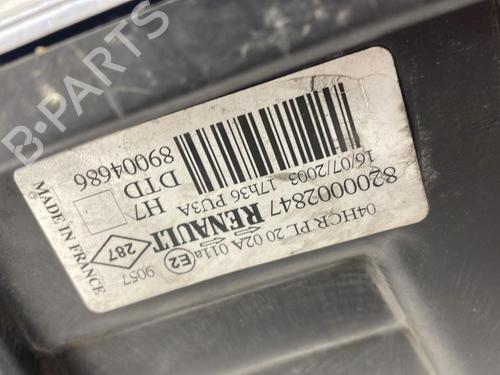 B-PARTS
04HCR PL 20 02A 011a E2 9057
8200002847 RENAULT 287
16/07/2003 17h36 PU3A
H7
DTD
89004686
MADE IN FRANCE